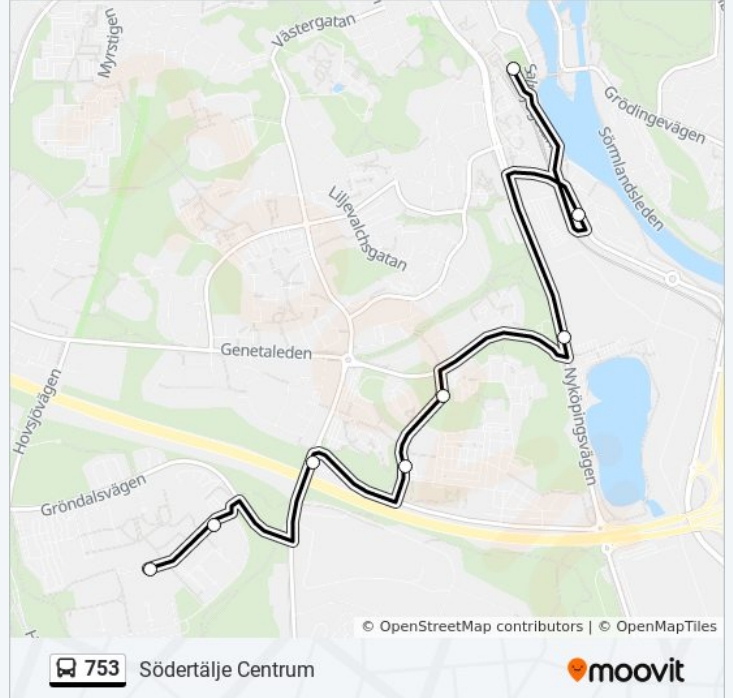 Västergatan
Myrstigen
Grödingevägen
Sörmlandsleden
Liljevalchsgatan
Genetaleden
Hovsjövägen
Nyköpingsvägen
Gröndalsvägen
© OpenStreetMap contributors | © OpenMapTiles
753 Södertälje Centrum
moovit